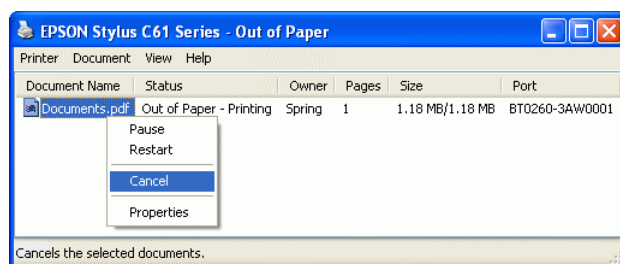 EPSON Stylus C61 Series - Out of Paper
Printer Document View Help
Document Name Status Owner Pages Size Port
Documents.pdf Out of Paper - Printing Spring 1 1.18 MB/1.18 MB BT0260-3AW0001
Pause
Restart
Cancel
Properties
Cancels the selected documents.